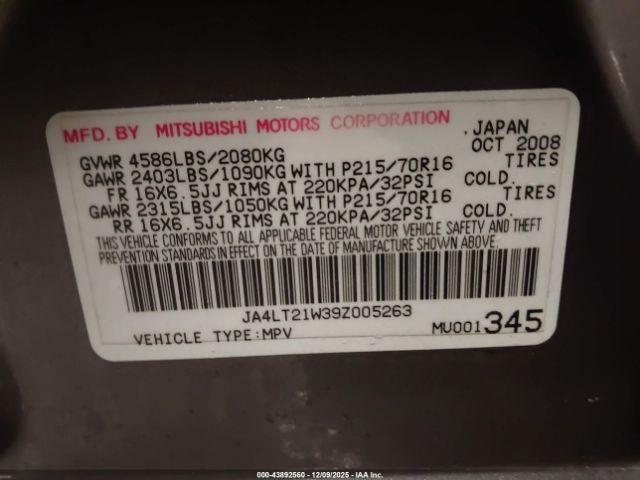 MFD. BY MITSUBISHI MOTORS CORPORATION , JAPAN
GVWR 4586LBS/2080KG OCT 2008
GAWR 2403LBS/1090KG WITH P215/70R16 TIRES
FR 16X6.5JJ RIMS AT 220KPA/32PSI COLD.
GAWR 2315LBS/1050KG WITH P215/70R16 TIRES
RR 16X6.5JJ RIMS AT 220KPA/32PSI COLD.
THIS VEHICLE CONFORMS TO ALL APPLICABLE FEDERAL MOTOR VEHICLE SAFETY AND THEFT
PREVENTION STANDARDS IN EFFECT ON THE DATE OF MANUFACTURE SHOWN ABOVE.
JA4LT21W39Z005263
VEHICLE TYPE:MPV MU001345
000-43892560 - 12/09/2025 - IAA Inc.